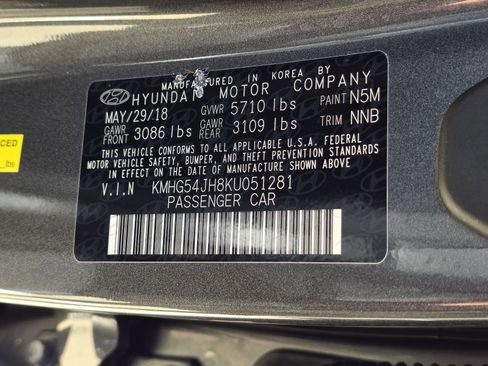 MANUFACTURED IN KOREA BY
HYUNDAI MOTOR COMPANY
MAY/29/18 GVWR 5710 lbs PAINT N5M
GAWR FRONT 3086 lbs GAWR REAR 3109 lbs TRIM NNB
THIS VEHICLE CONFORMS TO ALL APPLICABLE U.S.A. FEDERAL
MOTOR VEHICLE SAFETY, BUMPER, AND THEFT PREVENTION STANDARDS
IN EFFECT ON THE DATE OF MANUFACTURE SHOWN ABOVE.
V.I.N KMHG54JH8KU051281
PASSENGER CAR
CED
lbs